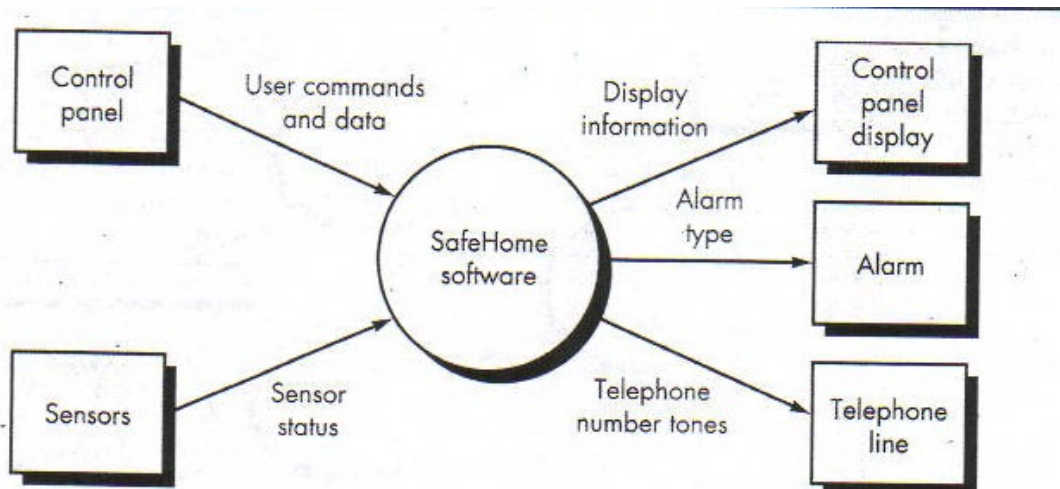 Control
panel
User commands
and data
Display
information
Control
panel
display
SafeHome
software
Alarm
type
Alarm
Sensors
Sensor
status
Telephone
number tones
Telephone
line